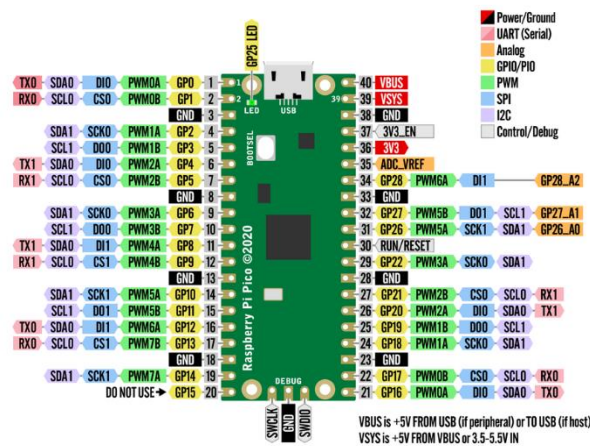 GP25 LED
Power/Ground
UART (Serial)
Analog
GPIO/PIO
PWM
SPI
I2C
Control/Debug
LED
USB
BOOTSEL
Raspberry Pi Pico ©2020
1
2
39
TX0 SDA0 DI0 PWM0A GP0 1
RX0 SCL0 CS0 PWM0B GP1 2
GND 3
SDA1 SCK0 PWM1A GP2 4
SCL1 DO0 PWM1B GP3 5
TX1 SDA0 DI0 PWM2A GP4 6
RX1 SCL0 CS0 PWM2B GP5 7
GND 8
SDA1 SCK0 PWM3A GP6 9
SCL1 DO0 PWM3B GP7 10
TX1 SDA0 DI1 PWM4A GP8 11
RX1 SCL0 CS1 PWM4B GP9 12
GND 13
SDA1 SCK1 PWM5A GP10 14
SCL1 DO1 PWM5B GP11 15
TX0 SDA0 DI1 PWM6A GP12 16
RX0 SCL0 CS1 PWM7B GP13 17
GND 18
SDA1 SCK1 PWM7A GP14 19
DO NOT USE→ GP15 20
40 VBUS
39 VSYS
38 GND
37 3V3_EN
36 3V3
35 ADC_VREF
34 GP28 PWM6A DI1 GP28_A2
33 GND
32 GP27 PWM5B DO1 SCL1 GP27_A1
31 GP26 PWM5A SCK1 SDA1 GP26_A0
30 RUN/RESET
29 GP22 PWM3A SCK0 SDA1
28 GND
27 GP21 PWM2B CS0 SCL0 RX1
26 GP20 PWM2A DI0 SDA0 TX1
25 GP19 PWM1B DO0 SCL1
24 GP18 PWM1A SCK0 SDA1
23 GND
22 GP17 PWM0B CS0 SCL0 RX0
21 GP16 PWM0A DI0 SDA0 TX0
DEBUG
SWCLK
GND
SWDIO
VBUS is +5V FROM USB (if peripheral) or TO USB (if host)
VSYS is +5V FROM VBUS or 3.5-5.5V IN